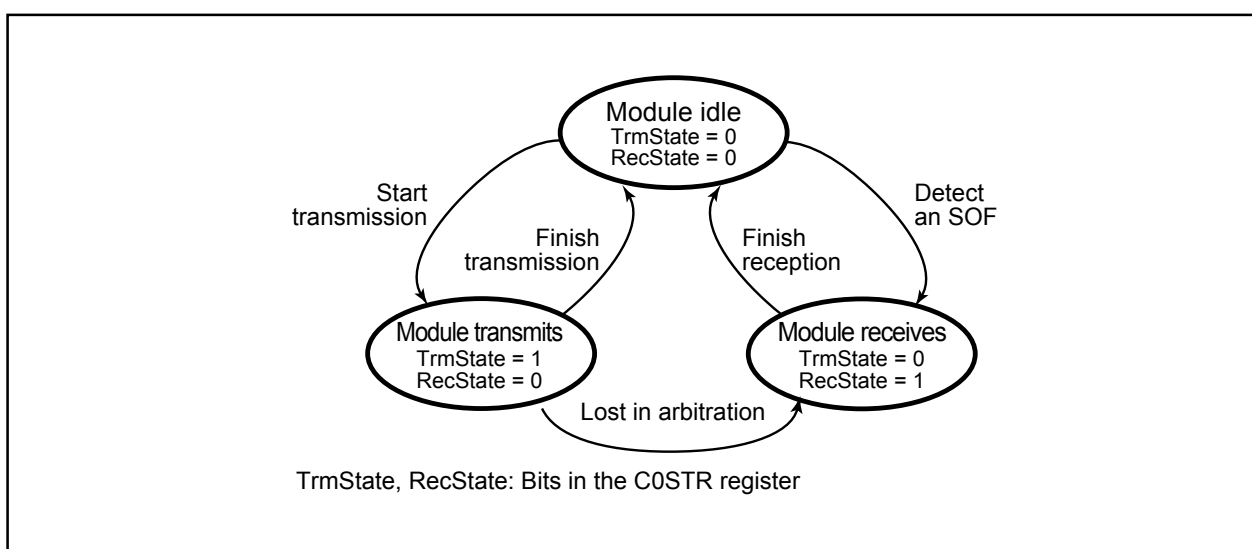 Module idle
TrmState = 0
RecState = 0
Start
transmission
Finish
transmission
Finish
reception
Detect
an SOF
Module transmits
TrmState = 1
RecState = 0
Module receives
TrmState = 0
RecState = 1
Lost in arbitration
TrmState, RecState: Bits in the C0STR register